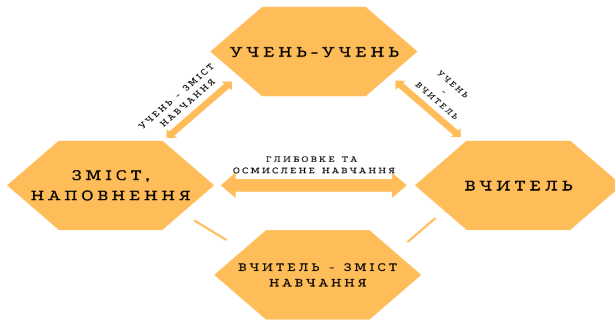 УЧЕНЬ-УЧЕНЬ
УЧЕНЬ - ЗМІСТ
НАВЧАННЯ
УЧЕНЬ
-
ВЧИТЕЛЬ
ЗМІСТ,
НАПОВНЕННЯ
ГЛИБОВКЕ ТА
ОСМИСЛЕНЕ НАВЧАННЯ
ВЧИТЕЛЬ
ВЧИТЕЛЬ - ЗМІСТ
НАВЧАННЯ